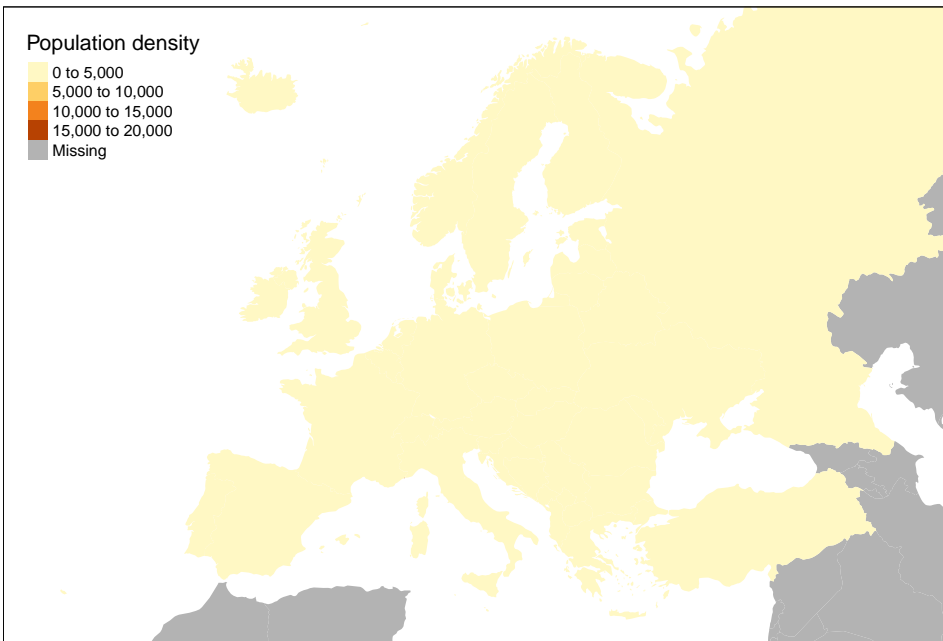 Population density
0 to 5,000
5,000 to 10,000
10,000 to 15,000
15,000 to 20,000
Missing